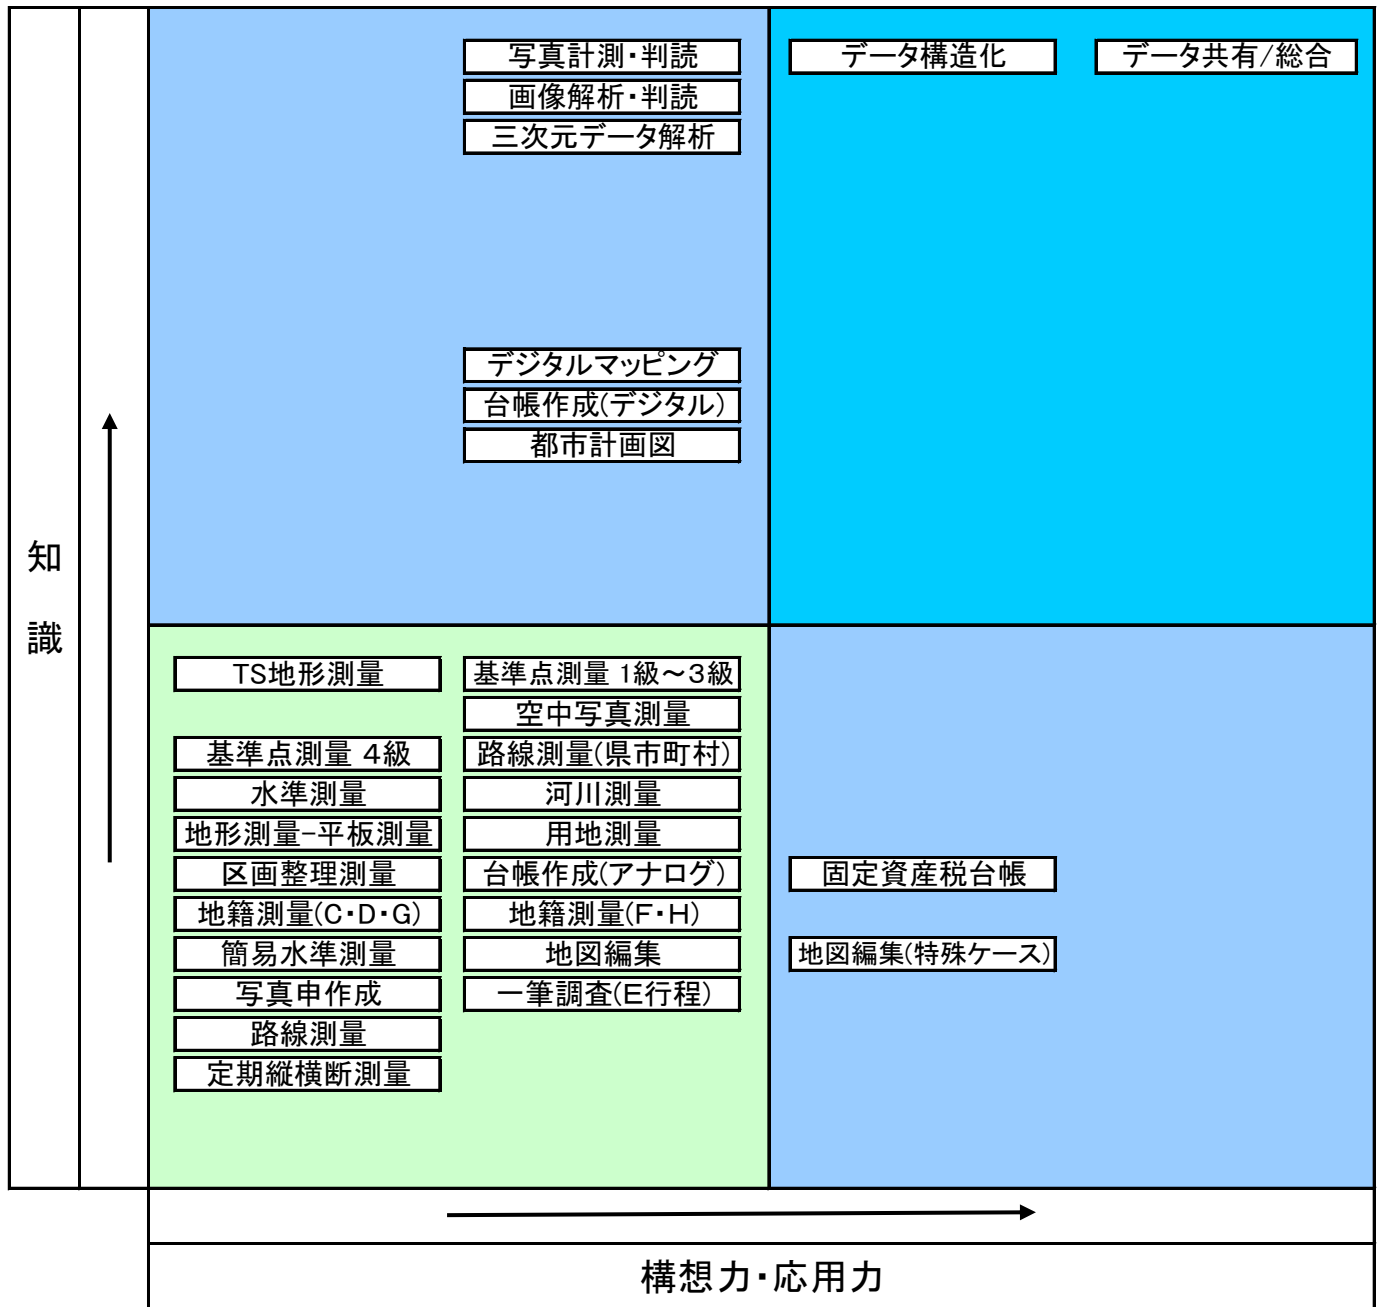 写真計測・判読
画像解析・判読
三次元データ解析
データ構造化
データ共有/総合
デジタルマッピング
台帳作成(デジタル)
都市計画図
知識
TS地形測量
基準点測量 4級
水準測量
地形測量-平板測量
区画整理測量
地籍測量(C・D・G)
簡易水準測量
写真申作成
路線測量
定期縦横断測量
基準点測量 1級～3級
空中写真測量
路線測量(県市町村)
河川測量
用地測量
台帳作成(アナログ)
地籍測量(F・H)
地図編集
一筆調査(E行程)
固定資産税台帳
地図編集(特殊ケース)
構想力・応用力